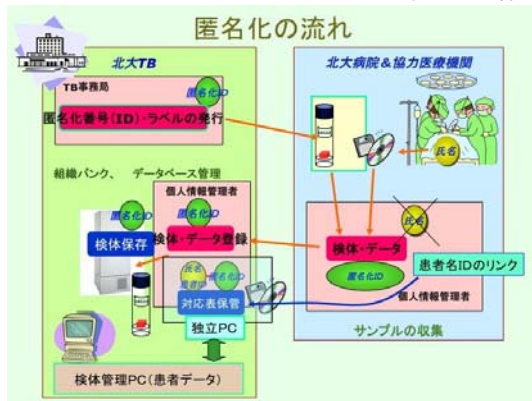 匿名化の流れ
北大TB
TB事務局
匿名化ID
匿名化番号(ID)・ラベルの発行
組織バンク、 データベース管理
個人情報管理者
匿名化ID
検体保存
検体・データ登録
氏名
匿名化ID
対応表保管
独立PC
検体管理PC(患者データ)
北大病院&協力医療機関
氏名
氏名
検体・データ
匿名化ID
患者名IDのリンク
個人情報管理者
サンプルの収集